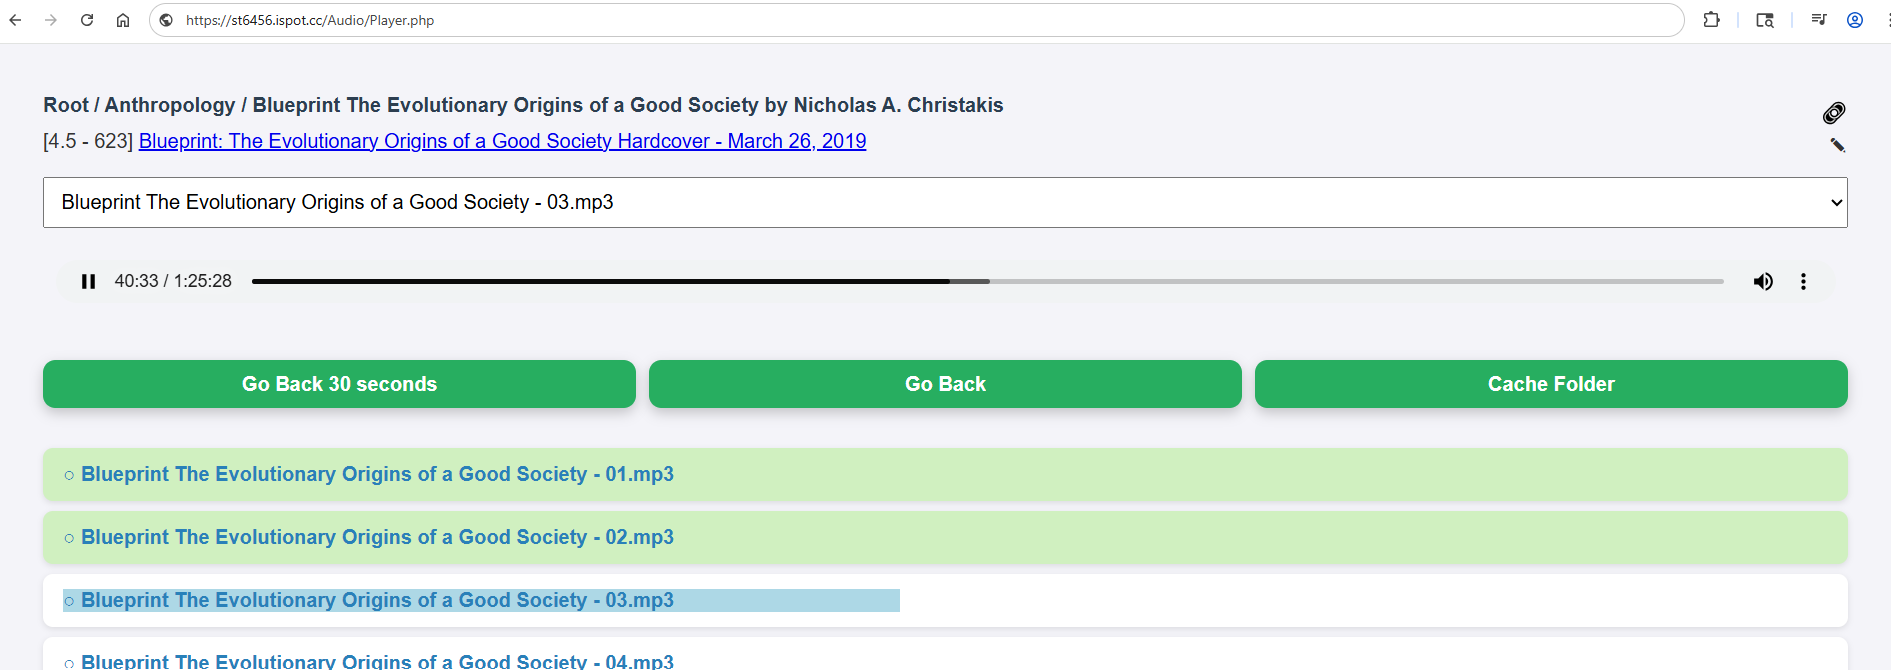 https://st6456.ispot.cc/Audio/Player.php
Root / Anthropology / Blueprint The Evolutionary Origins of a Good Society by Nicholas A. Christakis
[4.5 - 623] Blueprint: The Evolutionary Origins of a Good Society Hardcover - March 26, 2019
Blueprint The Evolutionary Origins of a Good Society - 03.mp3
40:33 / 1:25:28
Go Back 30 seconds
Go Back
Cache Folder
○ Blueprint The Evolutionary Origins of a Good Society - 01.mp3
○ Blueprint The Evolutionary Origins of a Good Society - 02.mp3
○ Blueprint The Evolutionary Origins of a Good Society - 03.mp3
○ Blueprint The Evolutionary Origins of a Good Society - 04.mp3